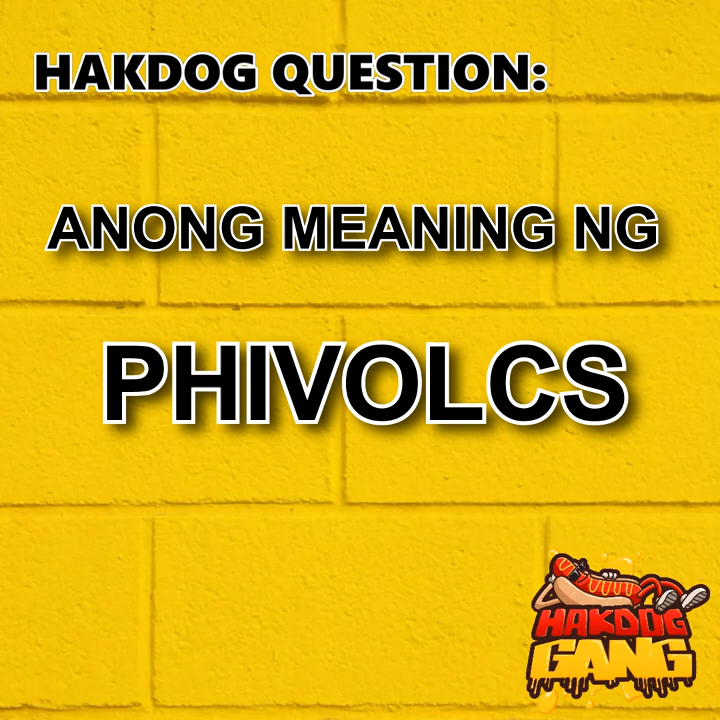 HAKDOG QUESTION:
ANONG MEANING NG
PHIVOLCS
HAKDOG
GANG